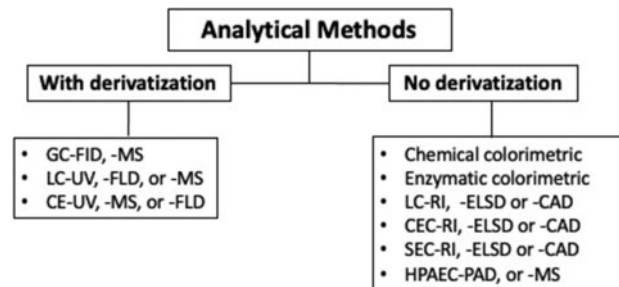 Analytical Methods
With derivatization
No derivatization
• GC-FID, -MS
• LC-UV, -FLD, or -MS
• CE-UV, -MS, or -FLD
• Chemical colorimetric
• Enzymatic colorimetric
• LC-RI, -ELSD or -CAD
• CEC-RI, -ELSD or -CAD
• SEC-RI, -ELSD or -CAD
• HPAEC-PAD, or -MS